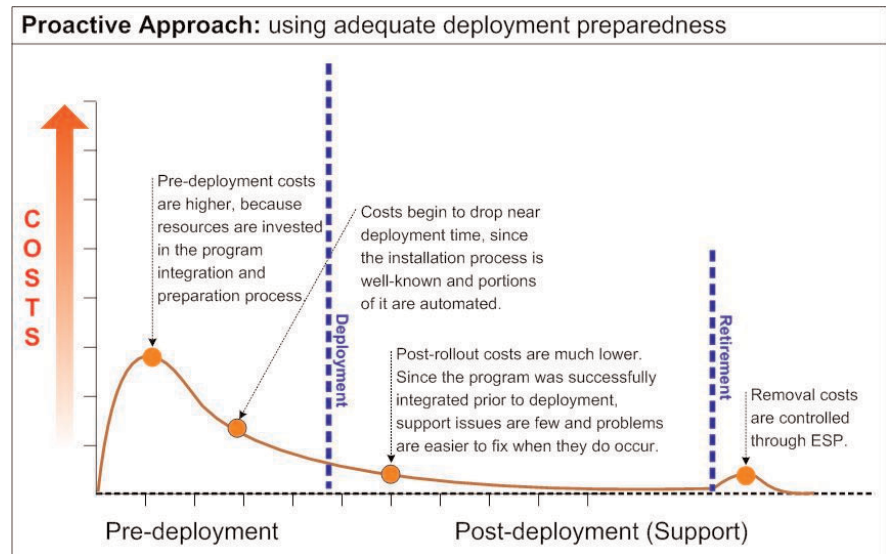 Proactive Approach: using adequate deployment preparedness
COSTS
Pre-deployment costs
are higher, because
resources are invested
in the program
integration and
preparation process.
Costs begin to drop near
deployment time, since
the installation process is
well-known and portions
of it are automated.
Deployment
Post-rollout costs are much lower.
Since the program was successfully
integrated prior to deployment,
support issues are few and problems
are easier to fix when they do occur.
Retirement
Removal costs
are controlled
through ESP.
Pre-deployment
Post-deployment (Support)